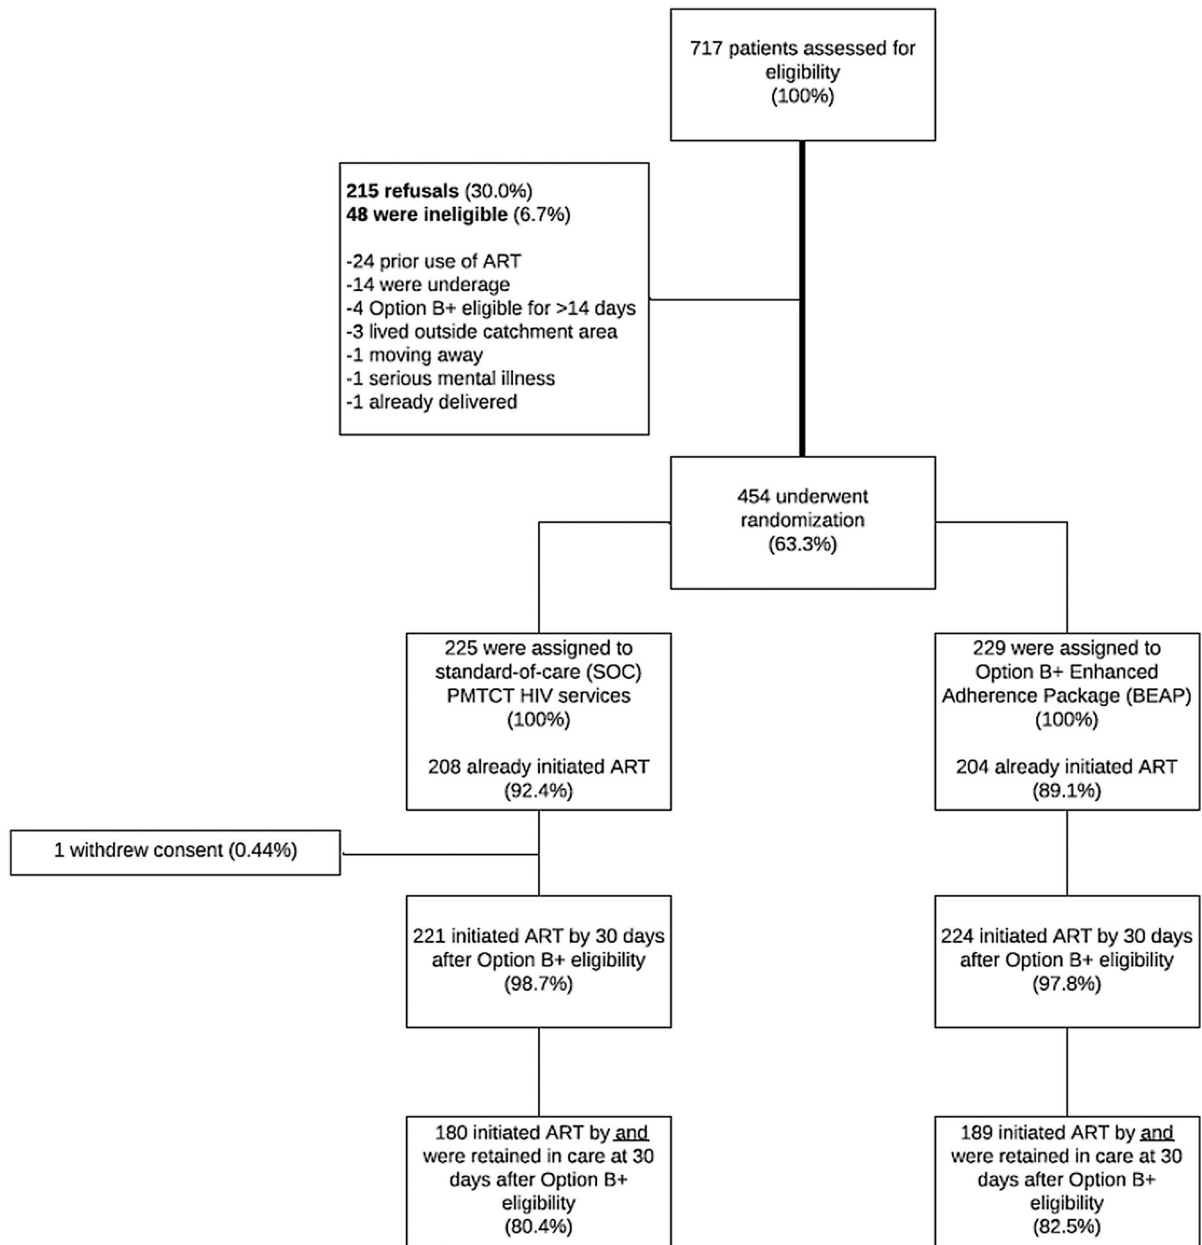 717 patients assessed for
eligibility
(100%)
215 refusals (30.0%)
48 were ineligible (6.7%)
-24 prior use of ART
-14 were underage
-4 Option B+ eligible for >14 days
-3 lived outside catchment area
-1 moving away
-1 serious mental illness
-1 already delivered
454 underwent
randomization
(63.3%)
225 were assigned to
standard-of-care (SOC)
PMTCT HIV services
(100%)
208 already initiated ART
(92.4%)
229 were assigned to
Option B+ Enhanced
Adherence Package (BEAP)
(100%)
204 already initiated ART
(89.1%)
1 withdrew consent (0.44%)
221 initiated ART by 30 days
after Option B+ eligibility
(98.7%)
224 initiated ART by 30 days
after Option B+ eligibility
(97.8%)
180 initiated ART by and
were retained in care at 30
days after Option B+
eligibility
(80.4%)
189 initiated ART by and
were retained in care at 30
days after Option B+
eligibility
(82.5%)